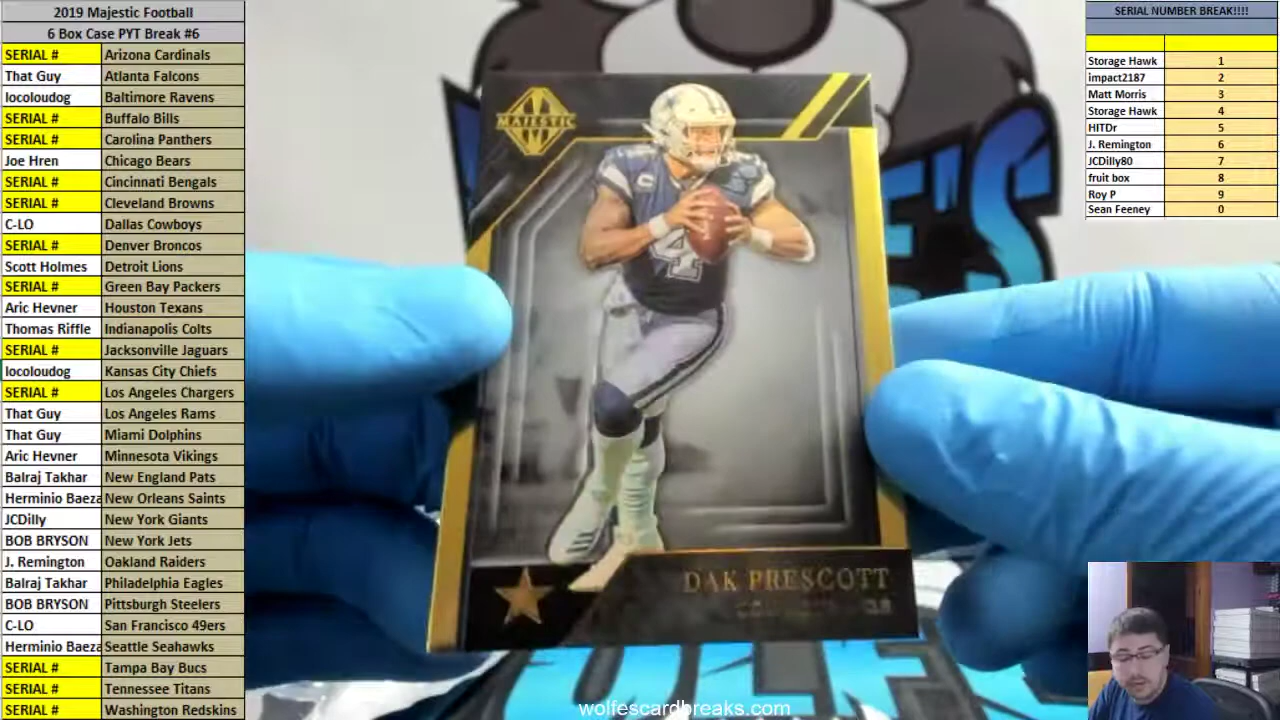 2019 Majestic Football
6 Box Case PYT Break #6
SERIAL # Arizona Cardinals
That Guy Atlanta Falcons
locoloudog Baltimore Ravens
SERIAL # Buffalo Bills
SERIAL # Carolina Panthers
Joe Hren Chicago Bears
SERIAL # Cincinnati Bengals
SERIAL # Cleveland Browns
C-LO Dallas Cowboys
SERIAL # Denver Broncos
Scott Holmes Detroit Lions
SERIAL # Green Bay Packers
Aric Hevner Houston Texans
Thomas Riffle Indianapolis Colts
SERIAL # Jacksonville Jaguars
locoloudog Kansas City Chiefs
SERIAL # Los Angeles Chargers
That Guy Los Angeles Rams
That Guy Miami Dolphins
Aric Hevner Minnesota Vikings
Balraj Takhar New England Pats
Herminio Baeza New Orleans Saints
JCDilly New York Giants
BOB BRYSON New York Jets
J. Remington Oakland Raiders
Balraj Takhar Philadelphia Eagles
BOB BRYSON Pittsburgh Steelers
C-LO San Francisco 49ers
Herminio Baeza Seattle Seahawks
SERIAL # Tampa Bay Bucs
SERIAL # Tennessee Titans
SERIAL # Washington Redskins
MAJESTIC
4
DAK PRESCOTT
wolfescardbreaks.com
SERIAL NUMBER BREAK!!!!
Storage Hawk 1
impact2187 2
Matt Morris 3
Storage Hawk 4
HITDr 5
J. Remington 6
JCDilly80 7
fruit box 8
Roy P 9
Sean Feeney 0